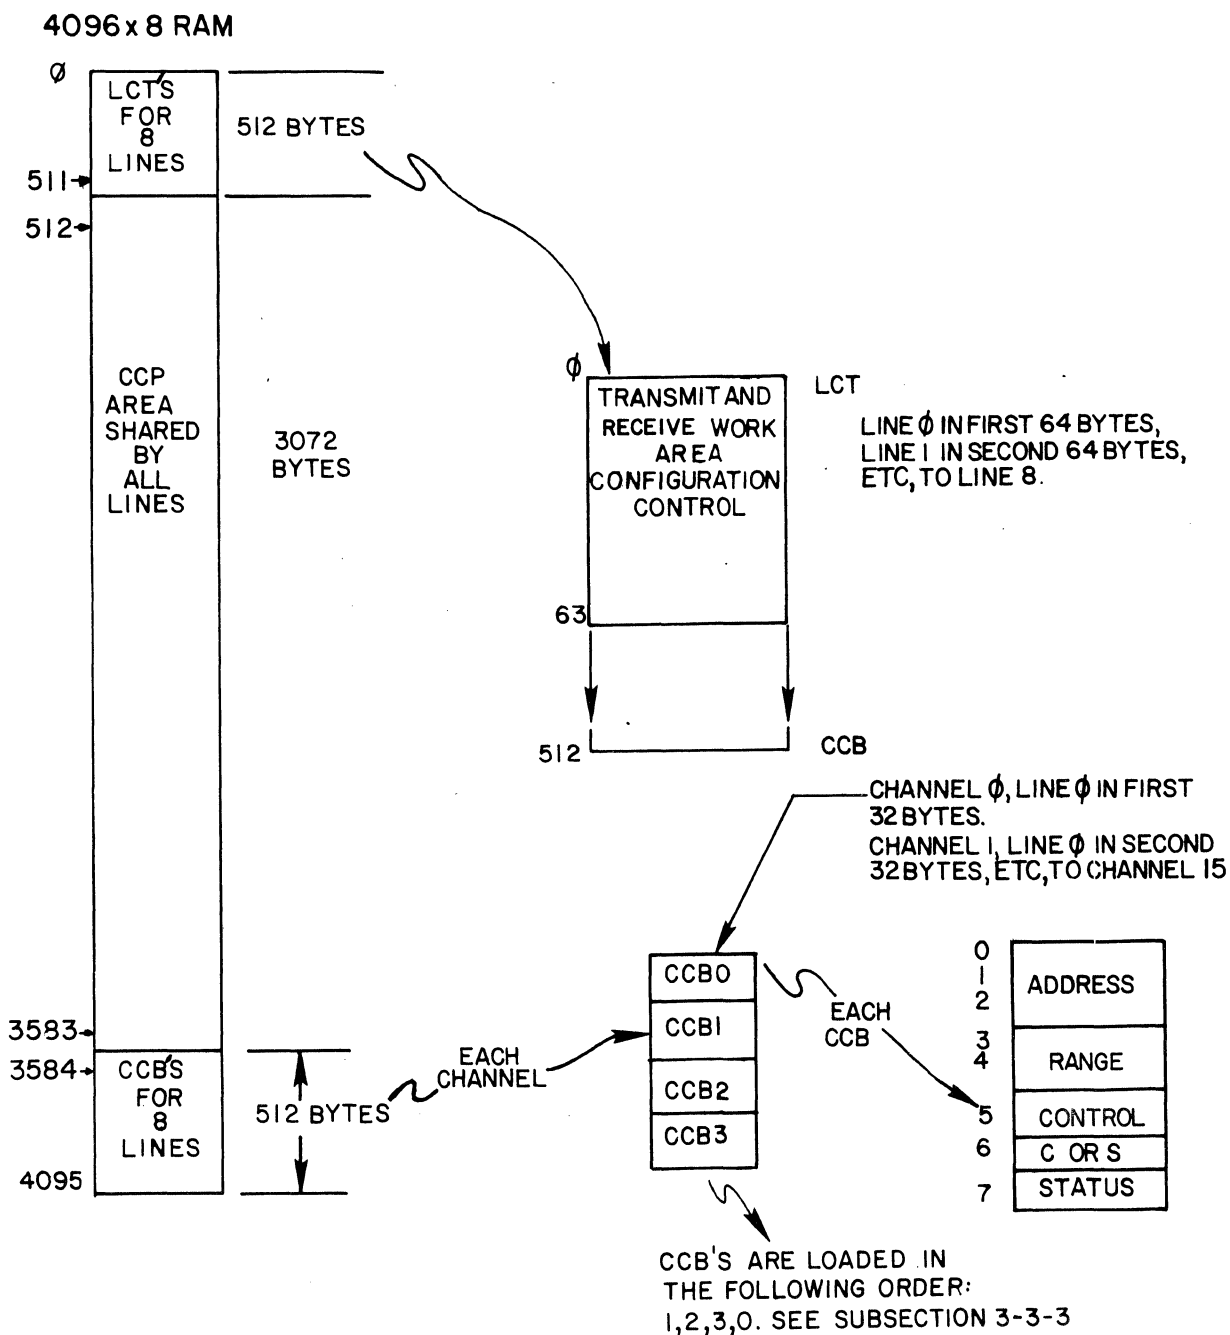 4096 x 8 RAM
Ø
LCT'S
FOR
8
LINES
512 BYTES
511
512
CCP
AREA
SHARED
BY
ALL
LINES
3072
BYTES
Ø
LCT
TRANSMIT AND
RECEIVE WORK
AREA
CONFIGURATION
CONTROL
LINE Ø IN FIRST 64 BYTES,
LINE 1 IN SECOND 64 BYTES,
ETC, TO LINE 8.
63
512
CCB
CHANNEL Ø, LINE Ø IN FIRST
32 BYTES.
CHANNEL 1, LINE Ø IN SECOND
32 BYTES, ETC, TO CHANNEL 15
3583
3584
CCB'S
FOR
8
LINES
4095
512 BYTES
EACH
CHANNEL
CCB0
CCB1
CCB2
CCB3
EACH
CCB
0
1
2
ADDRESS
3
4
RANGE
5
CONTROL
6
C OR S
7
STATUS
CCB'S ARE LOADED IN
THE FOLLOWING ORDER:
1,2,3,0. SEE SUBSECTION 3-3-3